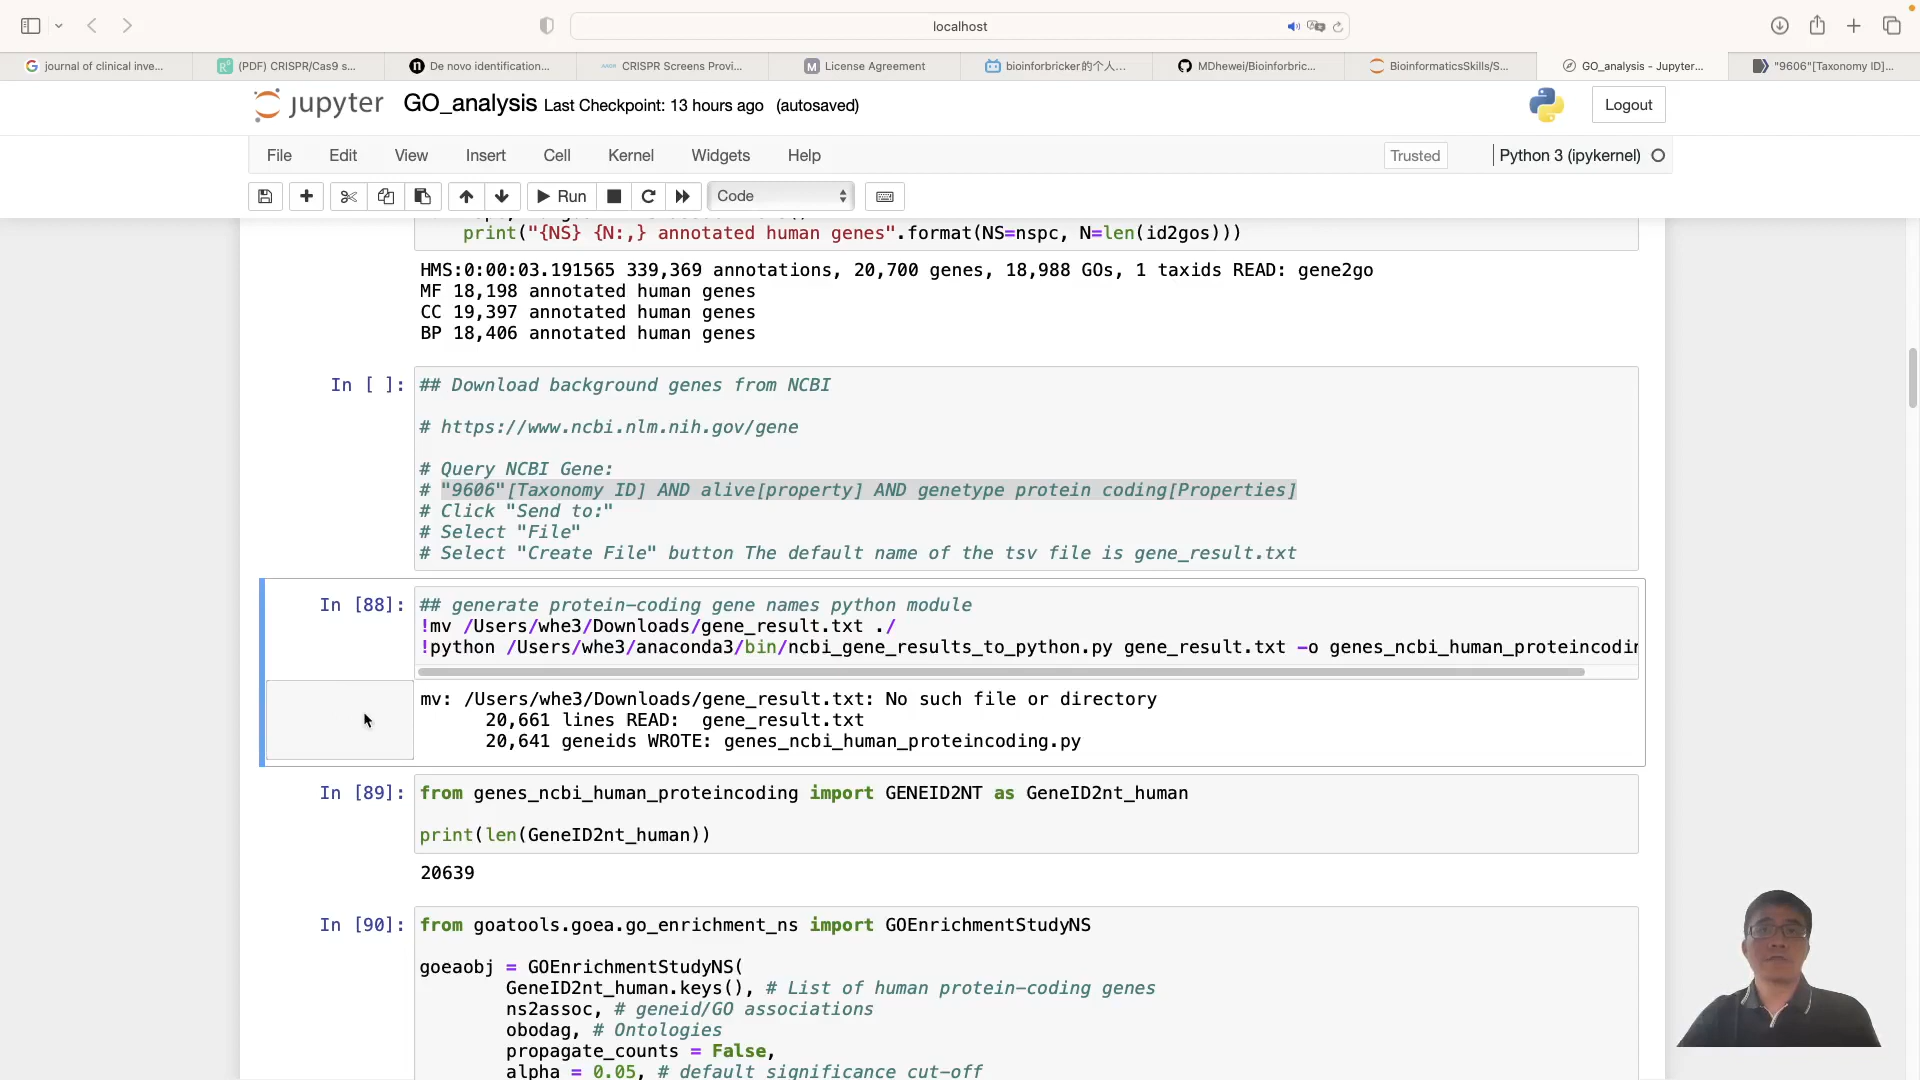 localhost
journal of clinical inve...
(PDF) CRISPR/Cas9 s...
De novo identification...
CRISPR Screens Provi...
License Agreement
bioinforbricker的个人...
MDhewei/Bioinforbric...
BioinformaticsSkills/S...
GO_analysis - Jupyter...
"9606"[Taxonomy ID]...
jupyter GO_analysis Last Checkpoint: 13 hours ago (autosaved)
Logout
File Edit View Insert Cell Kernel Widgets Help
Trusted
Python 3 (ipykernel)
Run
Code
print("{NS} {N:,} annotated human genes".format(NS=nspc, N=len(id2gos)))
HMS:0:00:03.191565 339,369 annotations, 20,700 genes, 18,988 GOs, 1 taxids READ: gene2go
MF 18,198 annotated human genes
CC 19,397 annotated human genes
BP 18,406 annotated human genes
In [ ]: ## Download background genes from NCBI
# https://www.ncbi.nlm.nih.gov/gene
# Query NCBI Gene:
# "9606"[Taxonomy ID] AND alive[property] AND genetype protein coding[Properties]
# Click "Send to:"
# Select "File"
# Select "Create File" button The default name of the tsv file is gene_result.txt
In [88]: ## generate protein-coding gene names python module
!mv /Users/whe3/Downloads/gene_result.txt ./
!python /Users/whe3/anaconda3/bin/ncbi_gene_results_to_python.py gene_result.txt -o genes_ncbi_human_proteincodin
mv: /Users/whe3/Downloads/gene_result.txt: No such file or directory
20,661 lines READ:  gene_result.txt
20,641 geneids WROTE: genes_ncbi_human_proteincoding.py
In [89]: from genes_ncbi_human_proteincoding import GENEID2NT as GeneID2nt_human
print(len(GeneID2nt_human))
20639
In [90]: from goatools.goea.go_enrichment_ns import GOEnrichmentStudyNS
goeaobj = GOEnrichmentStudyNS(
GeneID2nt_human.keys(), # List of human protein-coding genes
ns2assoc, # geneid/GO associations
obodag, # Ontologies
propagate_counts = False,
alpha = 0.05, # default significance cut-off